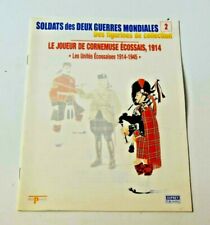 SOLDATS des DEUX GUERRES MONDIALES
2
Des figurines de collection
LE JOUEUR DE CORNEMUSE ÉCOSSAIS, 1914
• Les Unités Écossaises 1914-1945 •